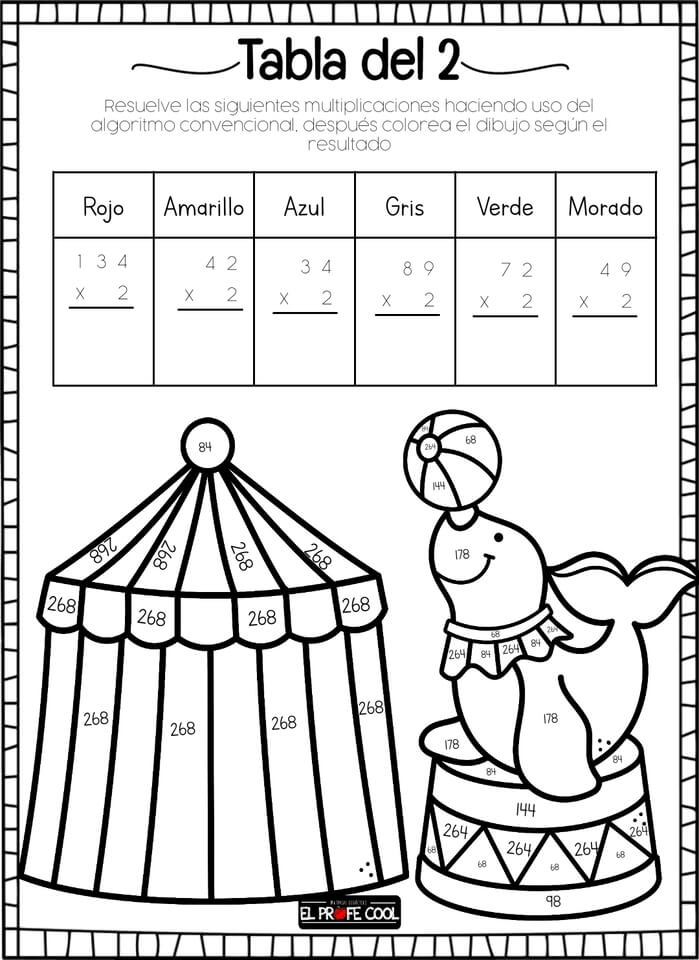 Tabla del 2
Resuelve las siguientes multiplicaciones haciendo uso del
algoritmo convencional, después colorea el dibujo según el
resultado
Rojo Amarillo Azul Gris Verde Morado
134 42 34 89 72 49
x 2 x 2 x 2 x 2 x 2 x 2
84
84
264
68
144
268 268 268 268
178
268 268 268 268
68 264
264 84 264 84
268 268 268 268
178
178
84
84
144
264 264 264 264
68 68 68 68
98
EL PROFE COOL